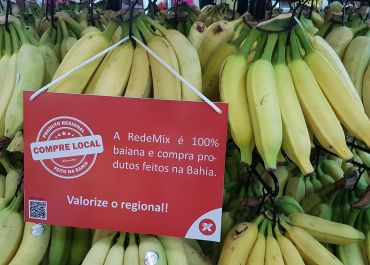 PRODUTO REGIONAL
COMPRE LOCAL
FEITO NA BAHIA
A RedeMix é 100%
baiana e compra pro-
dutos feitos na Bahia.
Valorize o regional!